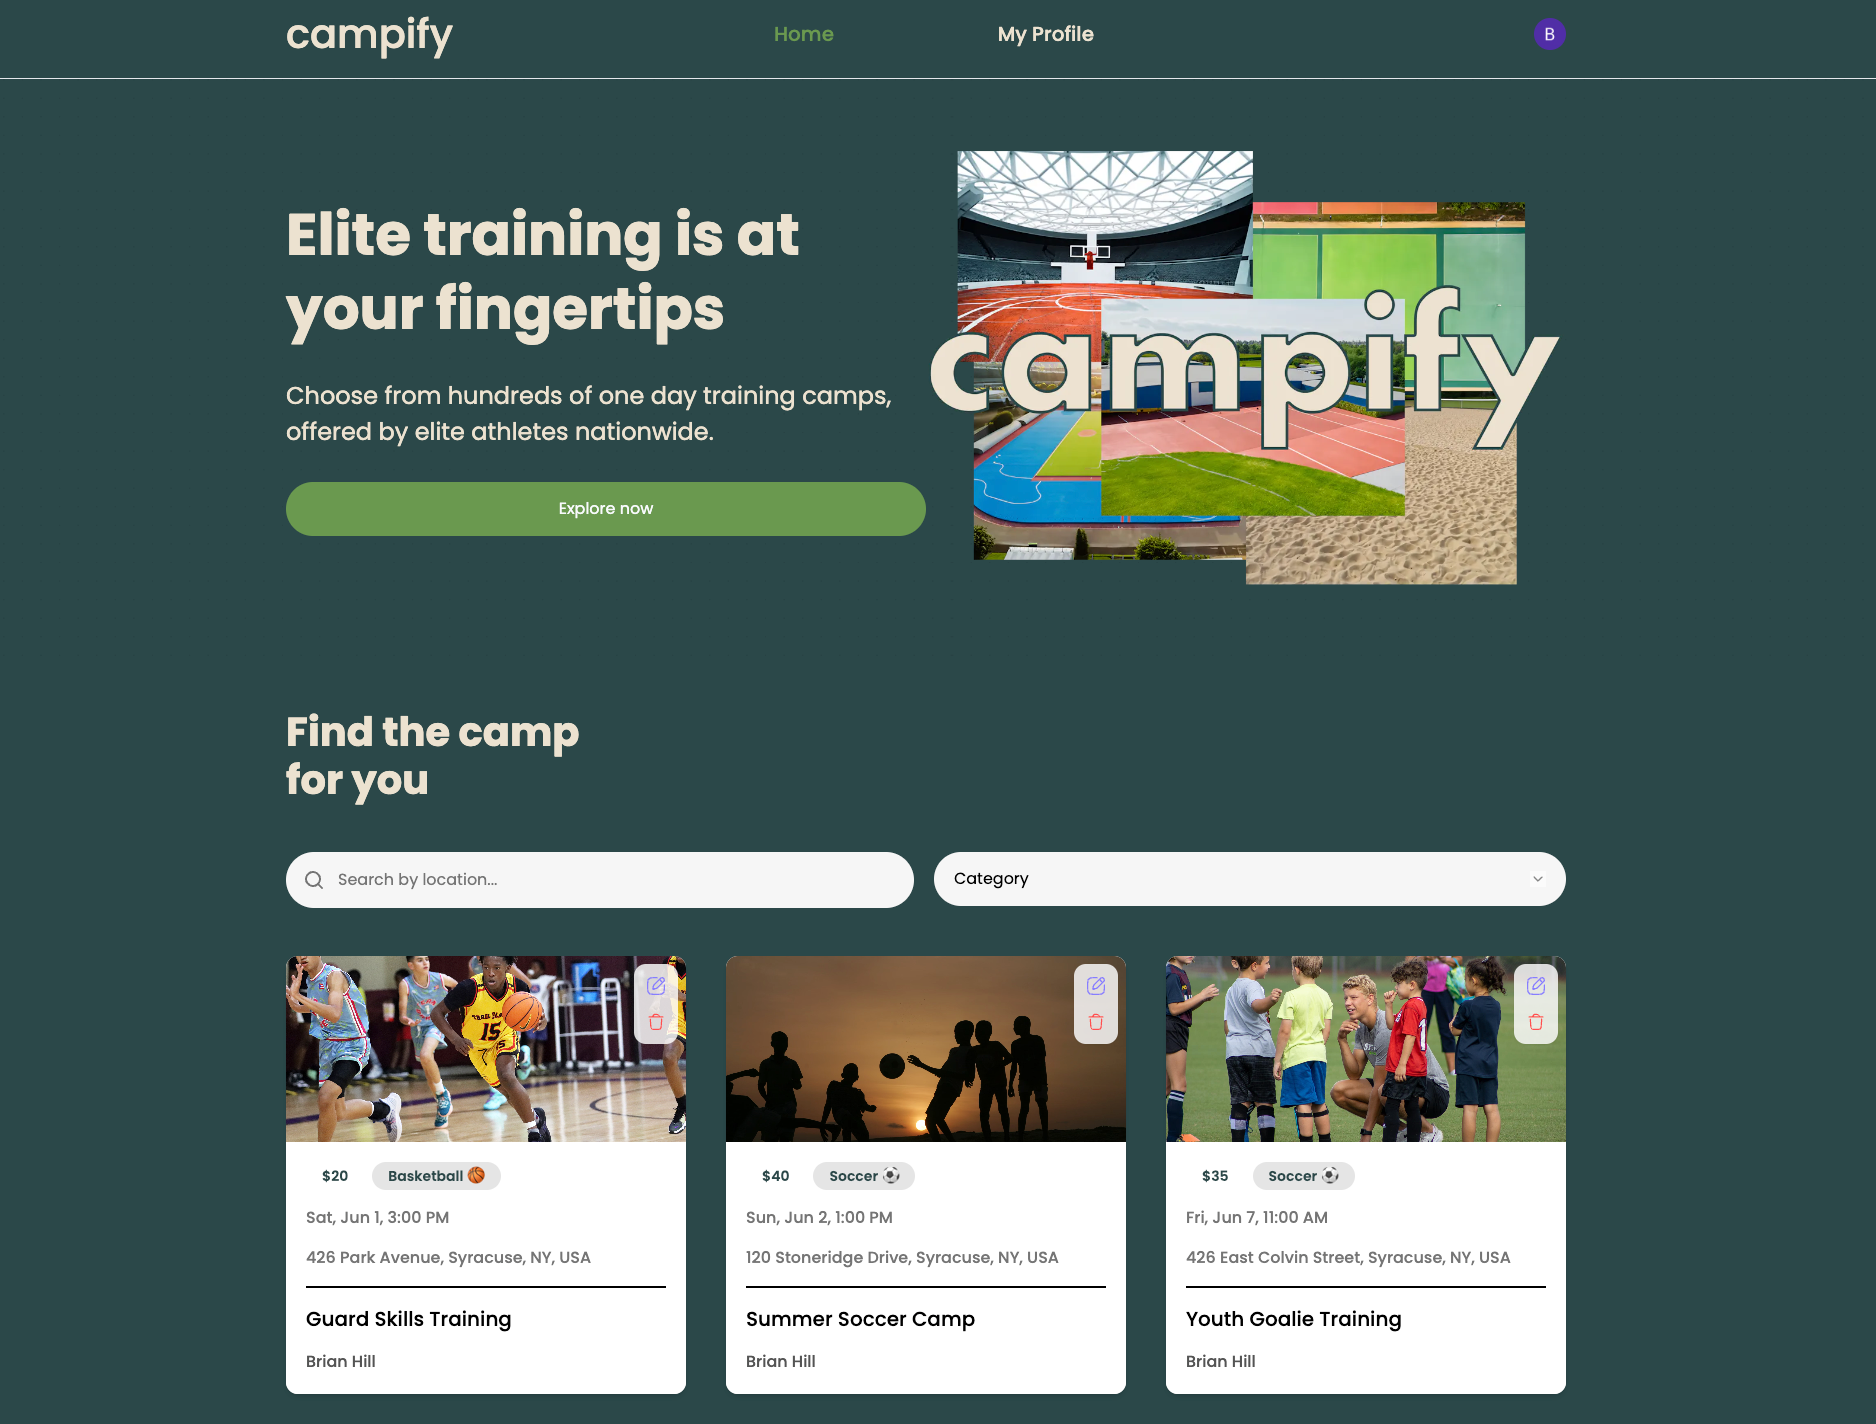 campify
Home
My Profile
B
Elite training is at
your fingertips
Choose from hundreds of one day training camps,
offered by elite athletes nationwide.
Explore now
campify
Find the camp
for you
Search by location...
Category
15
1
$20
Basketball 🏀
Sat, Jun 1, 3:00 PM
426 Park Avenue, Syracuse, NY, USA
Guard Skills Training
Brian Hill
$40
Soccer ⚽
Sun, Jun 2, 1:00 PM
120 Stoneridge Drive, Syracuse, NY, USA
Summer Soccer Camp
Brian Hill
$35
Soccer ⚽
Fri, Jun 7, 11:00 AM
426 East Colvin Street, Syracuse, NY, USA
Youth Goalie Training
Brian Hill